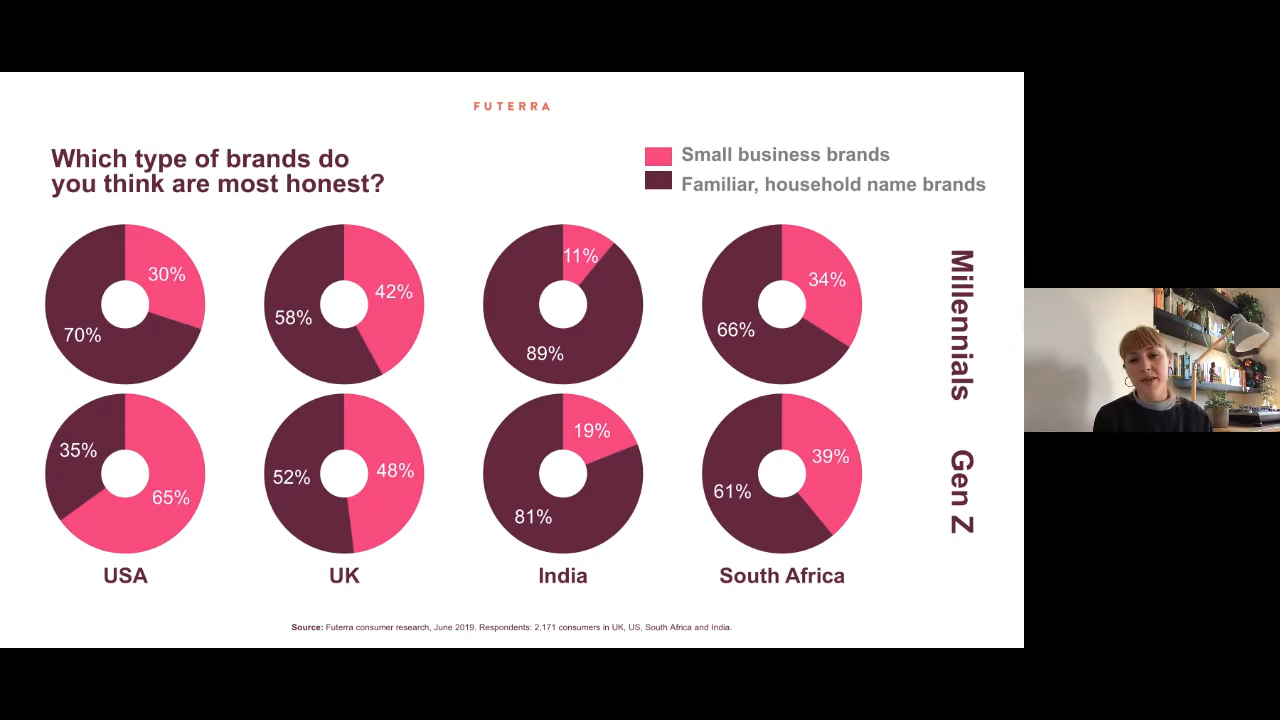 FUTERRA
Which type of brands do
you think are most honest?
Small business brands
Familiar, household name brands
30%
70%
42%
58%
11%
89%
34%
66%
Millennials
35%
65%
52%
48%
19%
81%
39%
61%
Gen Z
USA
UK
India
South Africa
Source: Futerra consumer research, June 2019. Respondents: 2,171 consumers in UK, US, South Africa and India.